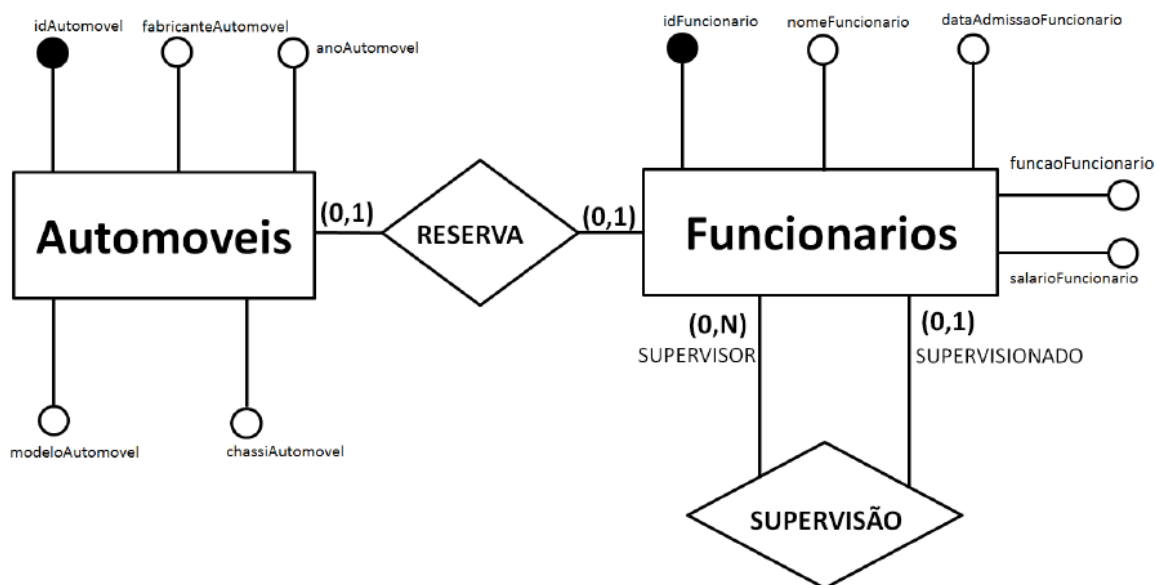 idAutomovel
fabricanteAutomovel
anoAutomovel
idFuncionario
nomeFuncionario
dataAdmissaoFuncionario
funcaoFuncionario
Automoveis
(0,1)
RESERVA
(0,1)
Funcionarios
salarioFuncionario
(0,N)
SUPERVISOR
(0,1)
SUPERVISIONADO
modeloAutomovel
chassiAutomovel
SUPERVISÃO